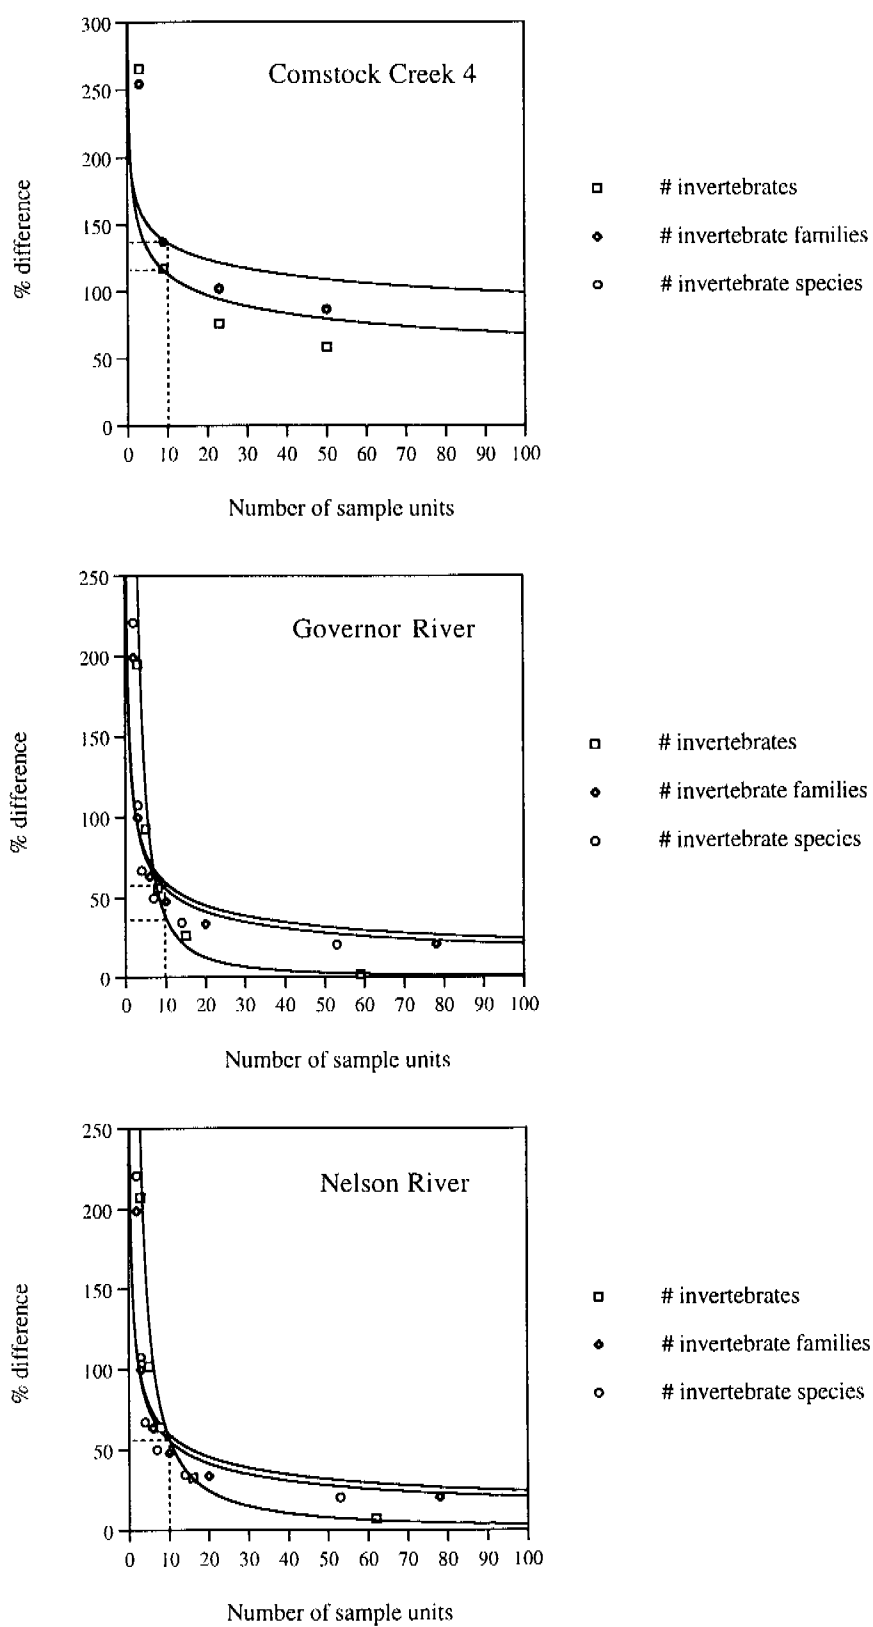 300
250
200
150
100
50
0
% difference
Comstock Creek 4
0 10 20 30 40 50 60 70 80 90 100
Number of sample units
# invertebrates
# invertebrate families
# invertebrate species
250
200
150
100
50
0
% difference
Governor River
0 10 20 30 40 50 60 70 80 90 100
Number of sample units
# invertebrates
# invertebrate families
# invertebrate species
250
200
150
100
50
0
% difference
Nelson River
0 10 20 30 40 50 60 70 80 90 100
Number of sample units
# invertebrates
# invertebrate families
# invertebrate species